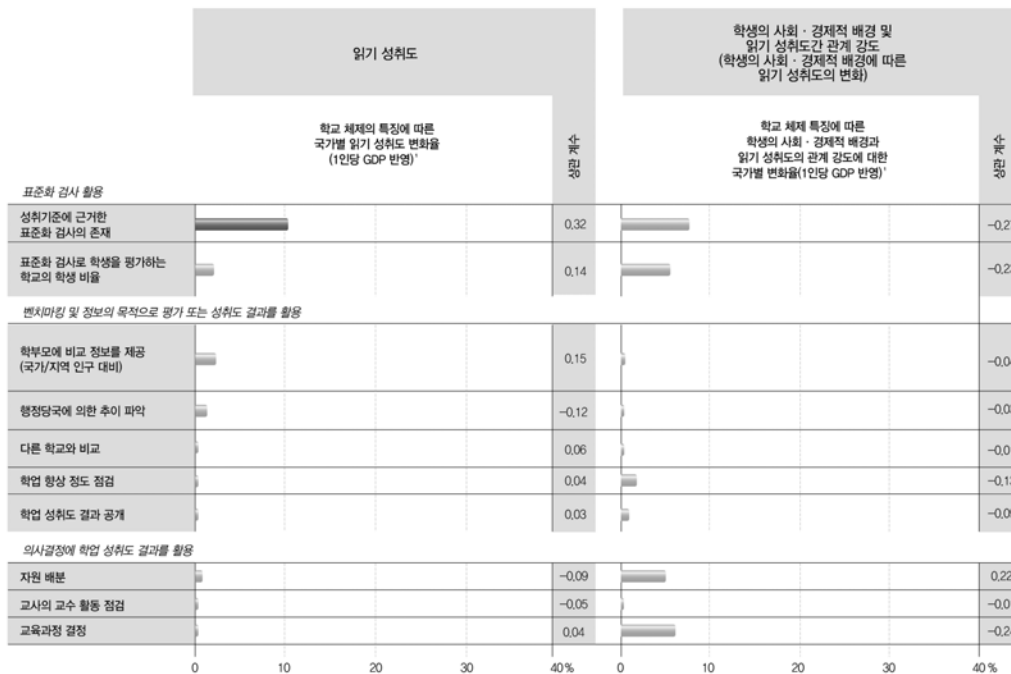 읽기 성취도
학생의 사회 · 경제적 배경 및
읽기 성취도간 관계 강도
(학생의 사회 · 경제적 배경에 따른
읽기 성취도의 변화)
학교 체제의 특징에 따른
국가별 읽기 성취도 변화율
(1인당 GDP 반영)¹
상관 계수
학교 체제 특징에 따른
학생의 사회 · 경제적 배경과
읽기 성취도의 관계 강도에 대한
국가별 변화율(1인당 GDP 반영)¹
상관 계수
표준화 검사 활용
성취기준에 근거한
표준화 검사의 존재
0.32
표준화 검사로 학생을 평가하는
학교의 학생 비율
0.14
벤치마킹 및 정보의 목적으로 평가 또는 성취도 결과를 활용
학부모에 비교 정보를 제공
(국가/지역 인구 대비)
0.15
행정당국에 의한 추이 파악
-0.12
다른 학교와 비교
0.06
학업 향상 정도 점검
0.04
학업 성취도 결과 공개
0.03
의사결정에 학업 성취도 결과를 활용
자원 배분
-0.09
0.22
교사의 교수 활동 점검
-0.05
교육과정 결정
0.04
0 10 20 30 40 % 0 10 20 30 40 %